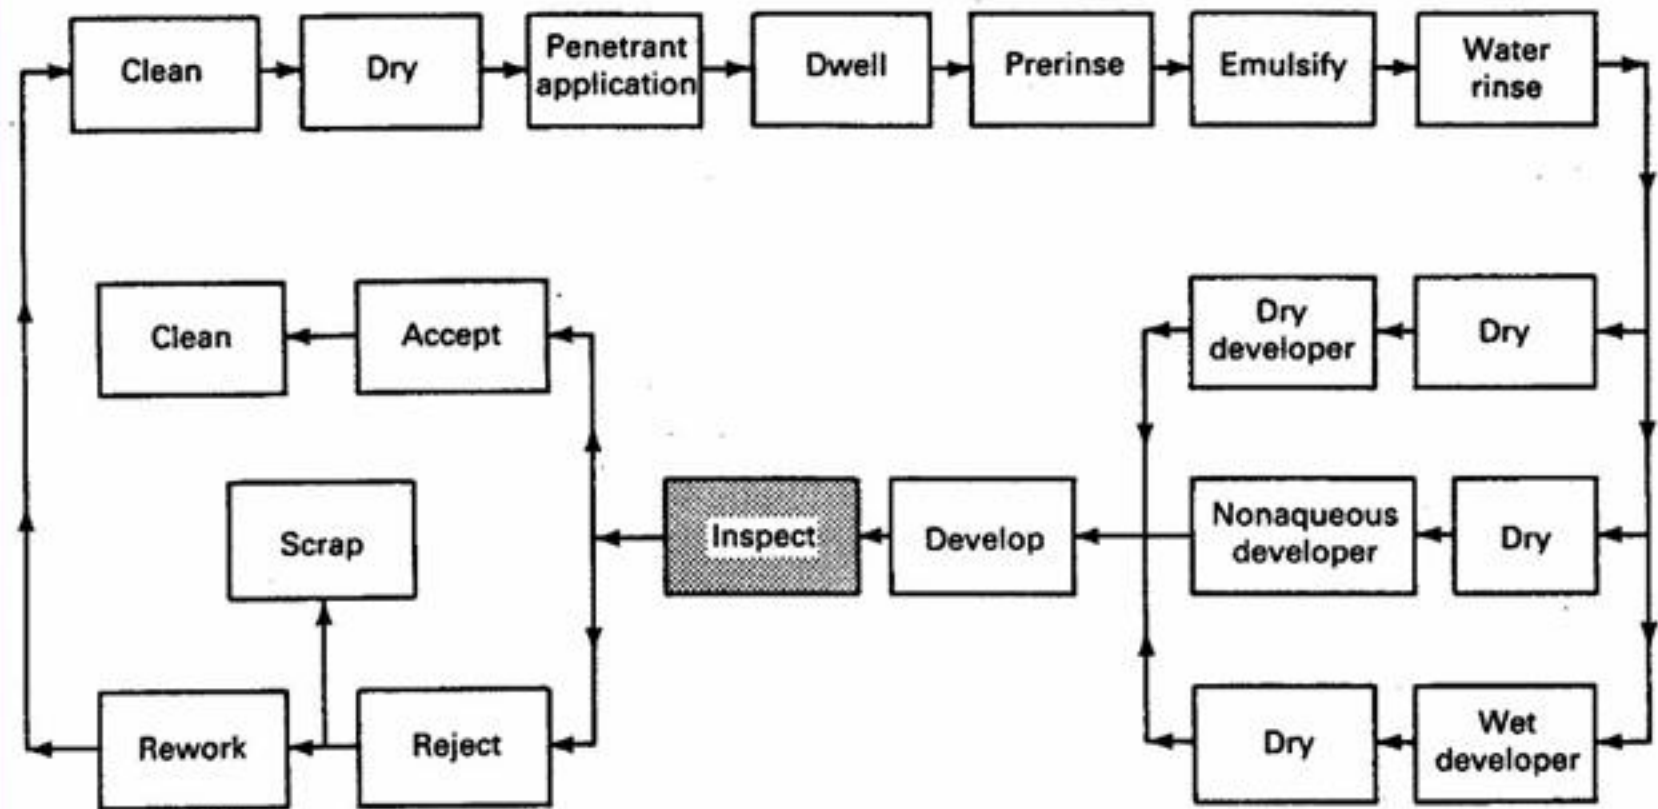 Clean
Dry
Penetrant
application
Dwell
Prerinse
Emulsify
Water
rinse
Clean
Accept
Dry
developer
Dry
Scrap
Inspect
Develop
Nonaqueous
developer
Dry
Rework
Reject
Dry
Wet
developer